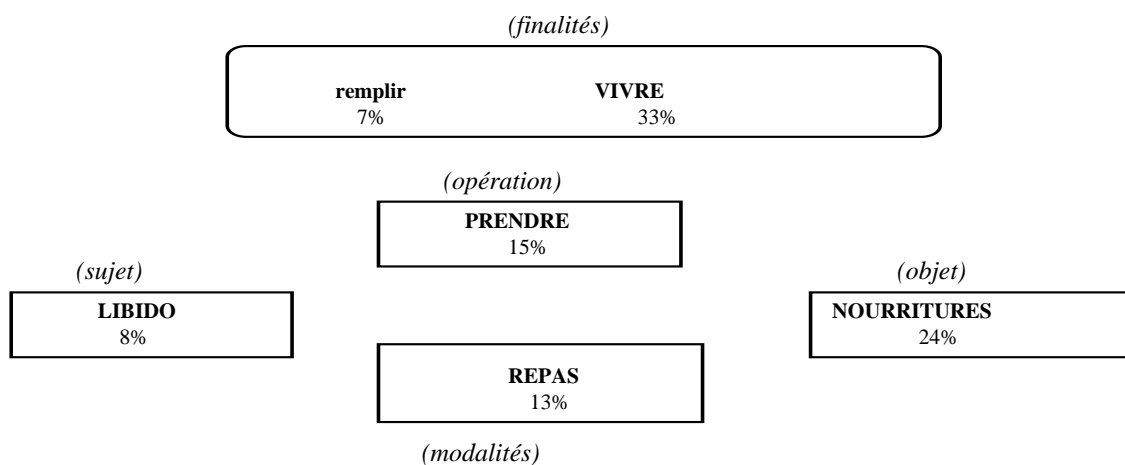 (finalités)
remplir VIVRE
7% 33%
(opération)
PRENDRE
15%
(sujet) (objet)
LIBIDO NOURRITURES
8% 24%
REPAS
13%
(modalités)